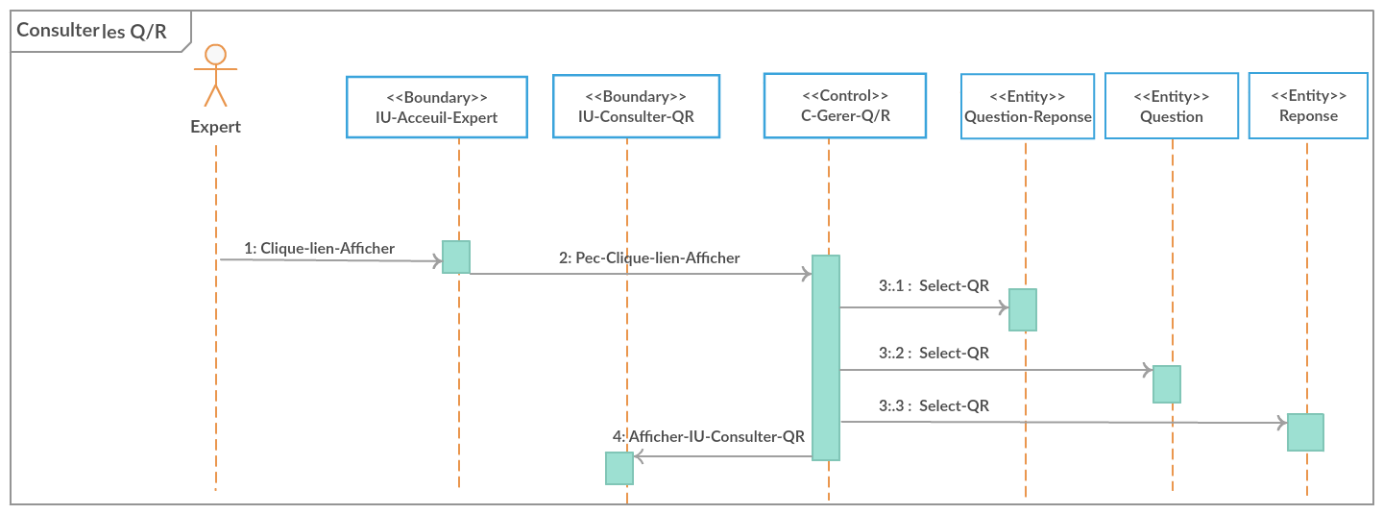 Consulter les Q/R
Expert
<<Boundary>>
IU-Acceuil-Expert
<<Boundary>>
IU-Consulter-QR
<<Control>>
C-Gerer-Q/R
<<Entity>>
Question-Reponse
<<Entity>>
Question
<<Entity>>
Reponse
1: Clique-lien-Afficher
2: Pec-Clique-lien-Afficher
3:.1 : Select-QR
3:.2 : Select-QR
3:.3 : Select-QR
4: Afficher-IU-Consulter-QR